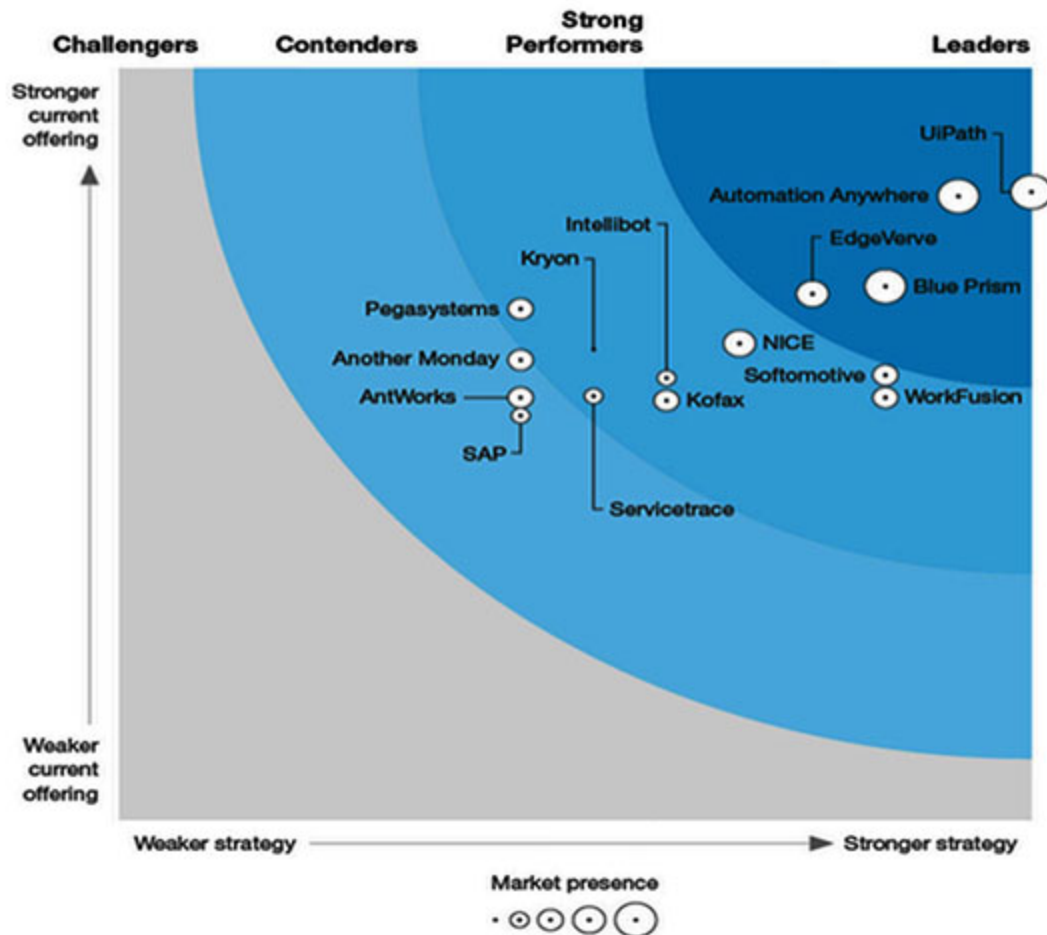 Challengers
Contenders
Strong
Performers
Leaders
Stronger
current
offering
UiPath
Automation Anywhere
Intellibot
EdgeVerve
Kryon
Blue Prism
Pegasystems
NICE
Another Monday
Softomotive
AntWorks
Kofax
WorkFusion
SAP
Servicetrace
Weaker
current
offering
Weaker strategy
Stronger strategy
Market presence